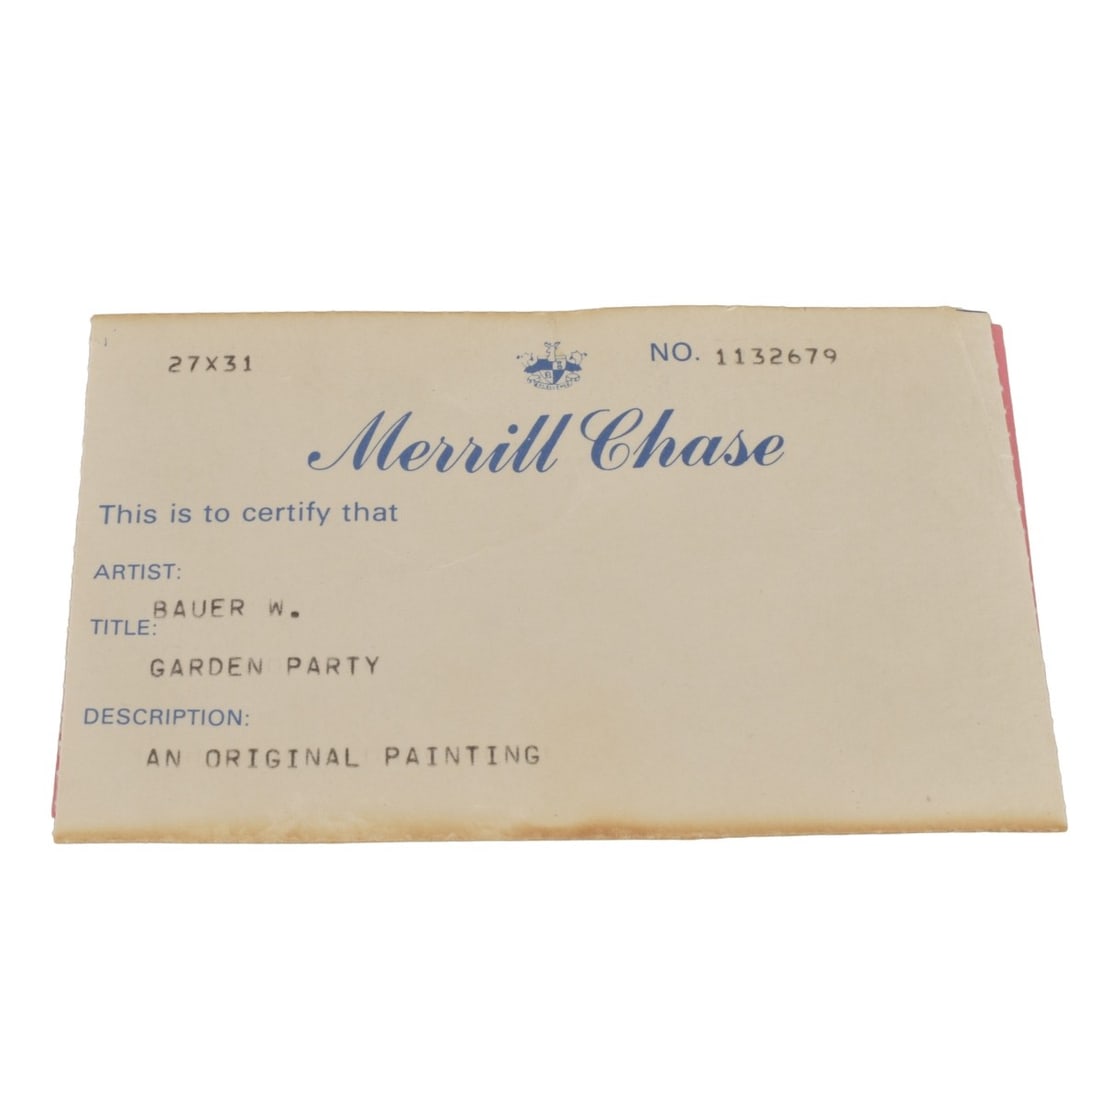 27X31
NO. 1132679
Merrill Chase
This is to certify that
ARTIST:
BAUER W.
TITLE:
GARDEN PARTY
DESCRIPTION:
AN ORIGINAL PAINTING